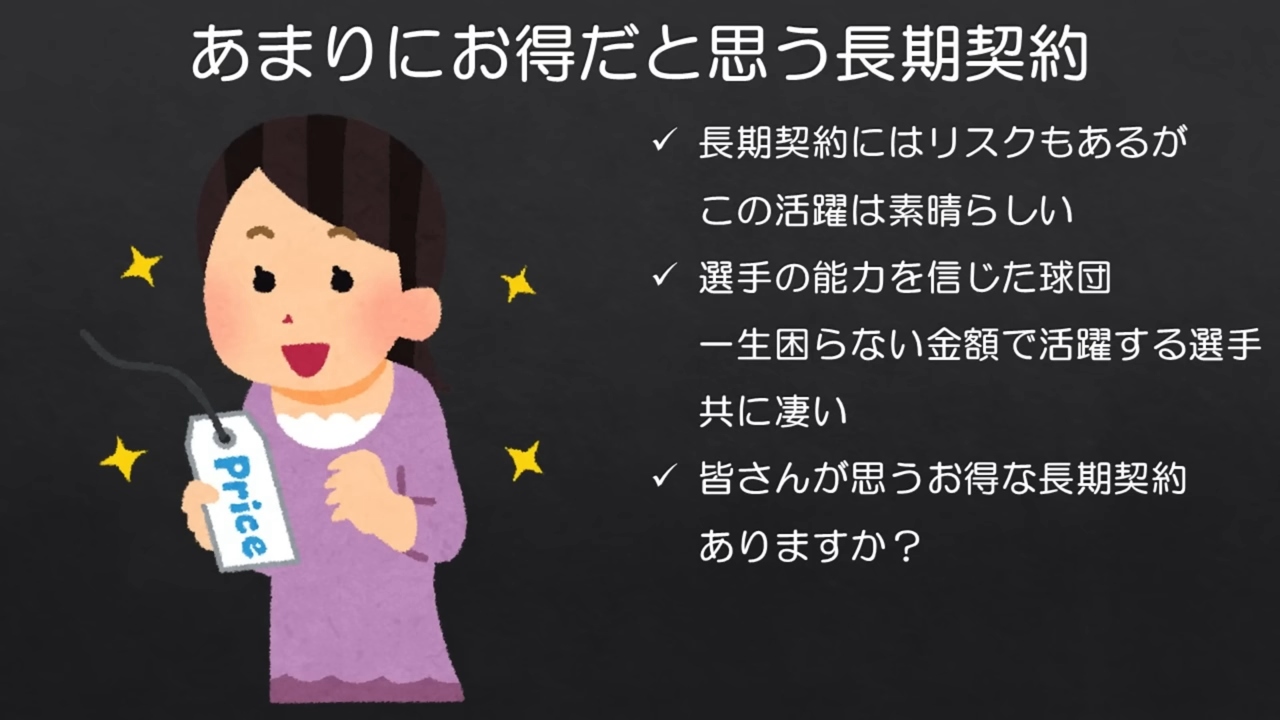 あまりにお得だと思う長期契約
✓ 長期契約にはリスクもあるが
この活躍は素晴らしい
✓ 選手の能力を信じた球団
一生困らない金額で活躍する選手
共に凄い
✓ 皆さんが思うお得な長期契約
ありますか？
Price